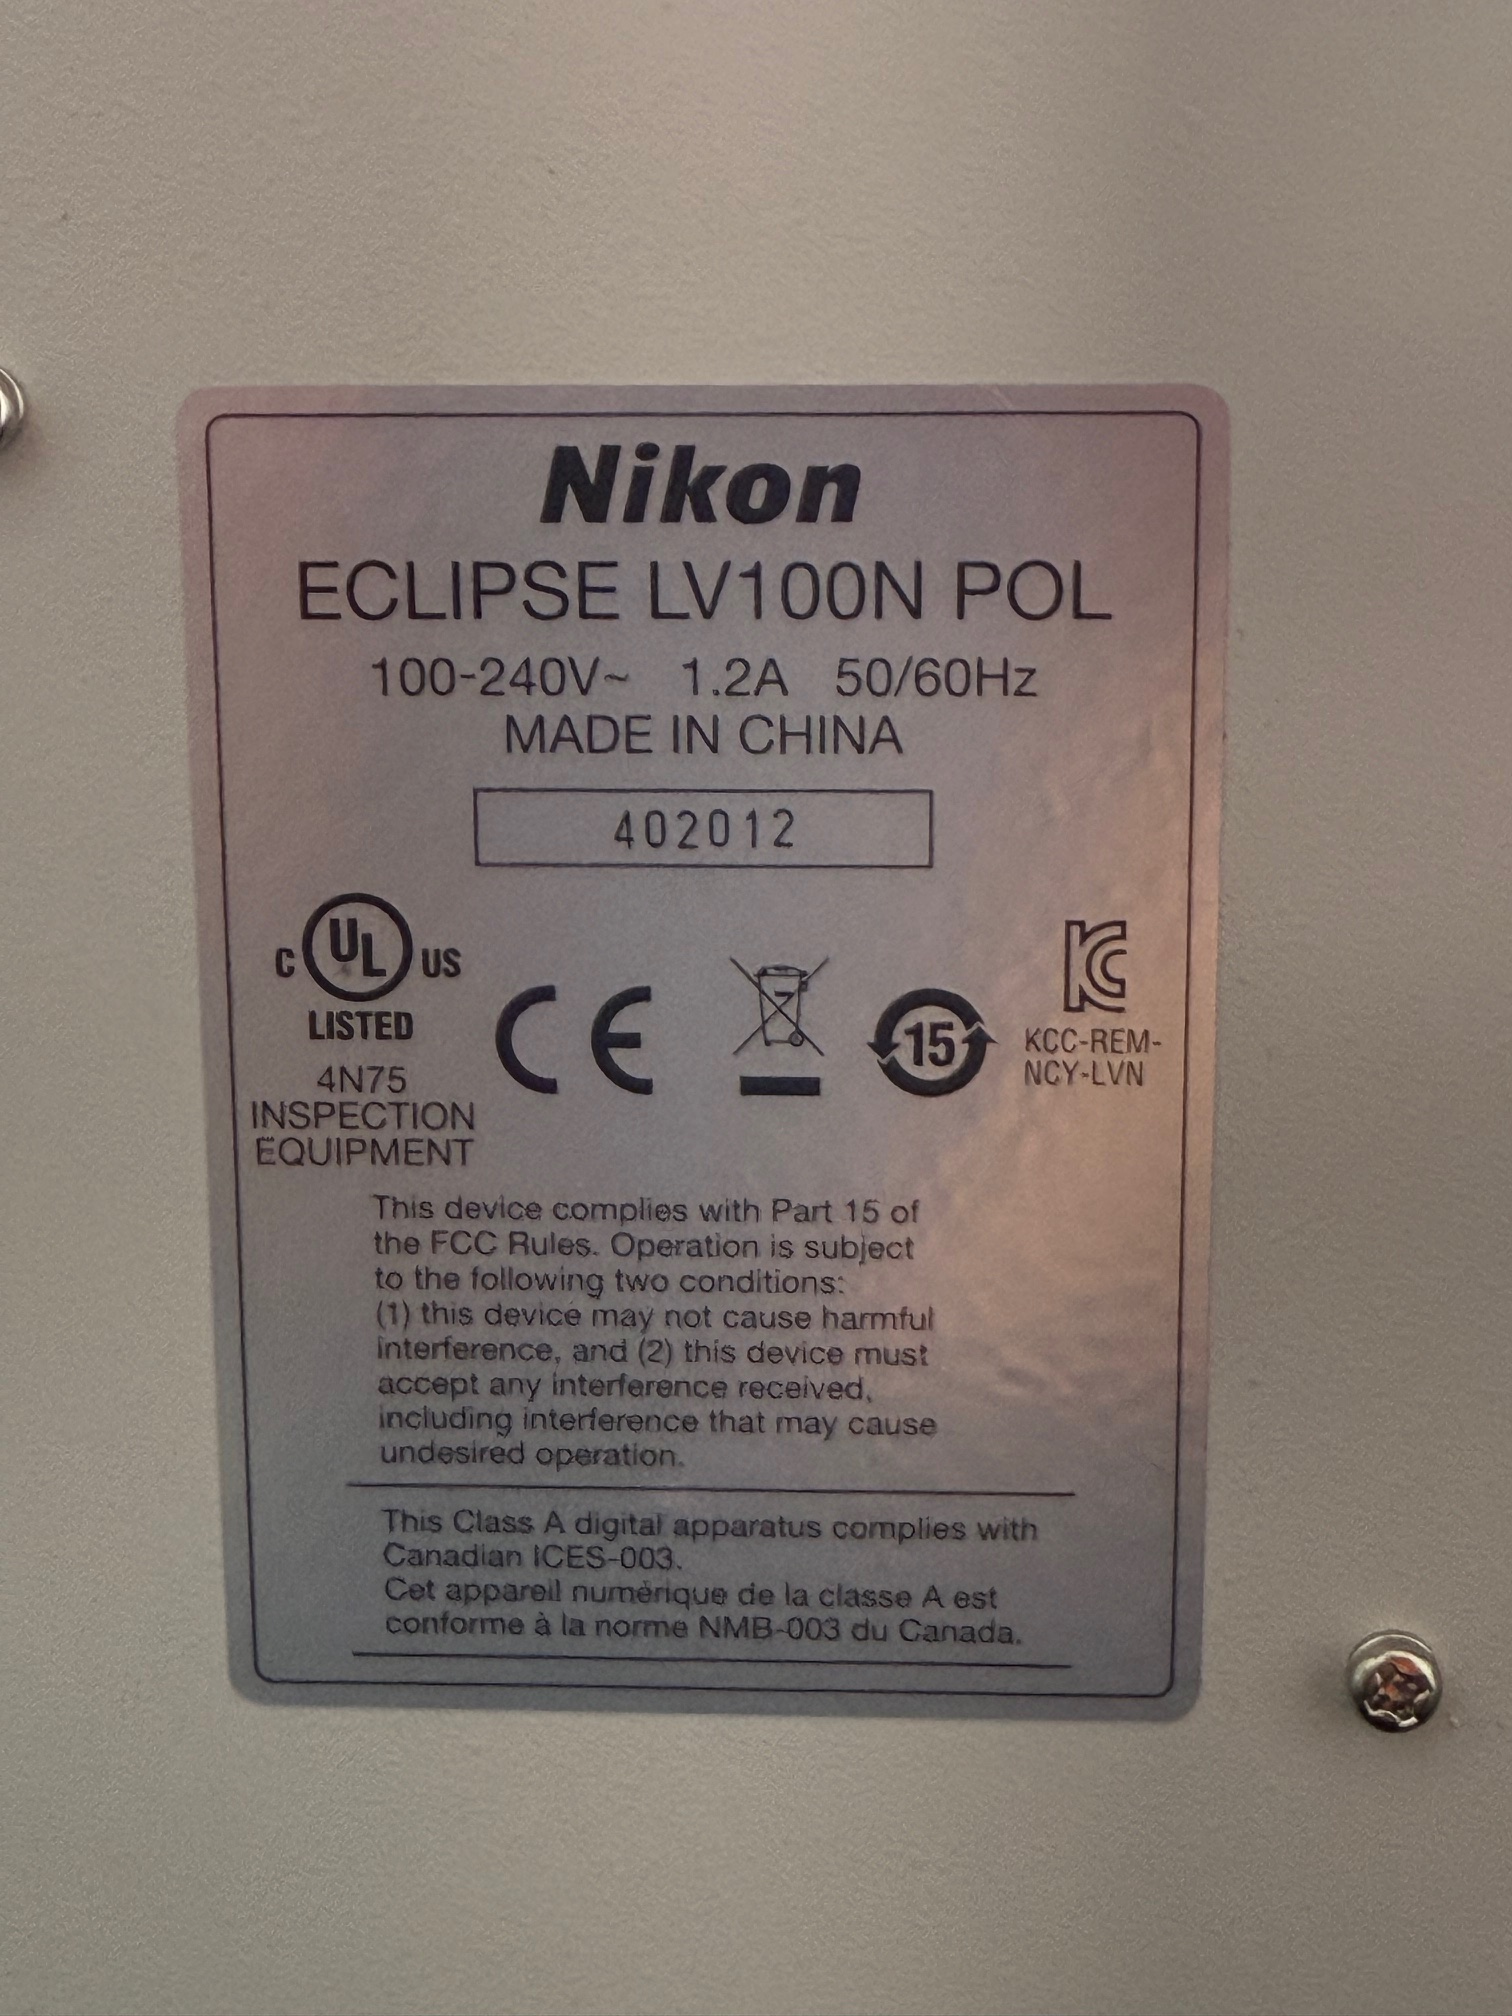 Nikon
ECLIPSE LV100N POL
100-240V~ 1.2A 50/60Hz
MADE IN CHINA
402012
C UL US
LISTED
4N75
INSPECTION
EQUIPMENT
CE
15
KC
KCC-REM-
NCY-LVN
This device complies with Part 15 of
the FCC Rules. Operation is subject
to the following two conditions:
(1) this device may not cause harmful
interference, and (2) this device must
accept any interference received,
including interference that may cause
undesired operation.
This Class A digital apparatus complies with
Canadian ICES-003.
Cet appareil numérique de la classe A est
conforme à la norme NMB-003 du Canada.